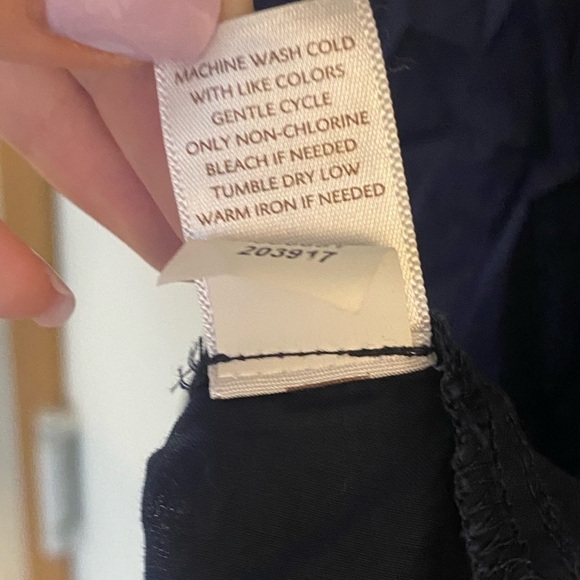 MACHINE WASH COLD
WITH LIKE COLORS
GENTLE CYCLE
ONLY NON-CHLORINE
BLEACH IF NEEDED
TUMBLE DRY LOW
WARM IRON IF NEEDED
203917